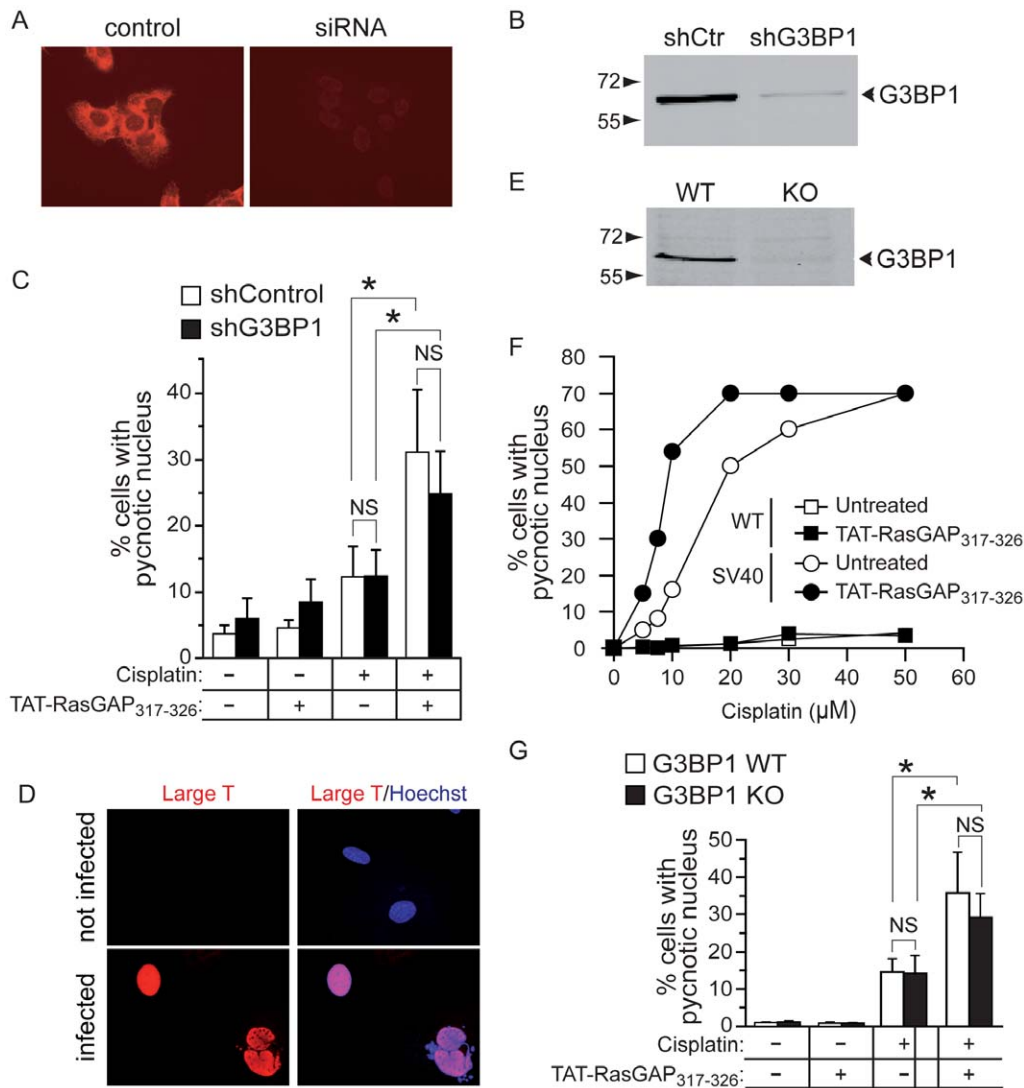 A
control siRNA
B
shCtr shG3BP1
72
55
G3BP1
E
WT KO
72
55
G3BP1
C
shControl
shG3BP1
* 
*
NS
NS
% cells with
pycnotic nucleus
40
30
20
10
0
Cisplatin: – – + +
TAT-RasGAP317-326: – + – +
F
% cells with
pycnotic nucleus
80
70
60
50
40
30
20
10
0
WT
Untreated
TAT-RasGAP317-326
SV40
Untreated
TAT-RasGAP317-326
0 10 20 30 40 50 60
Cisplatin (µM)
D
Large T Large T/Hoechst
not infected
infected
G
G3BP1 WT
G3BP1 KO
*
*
NS
NS
% cells with
pycnotic nucleus
50
40
30
20
10
0
Cisplatin: – – + +
TAT-RasGAP317-326: – + – +